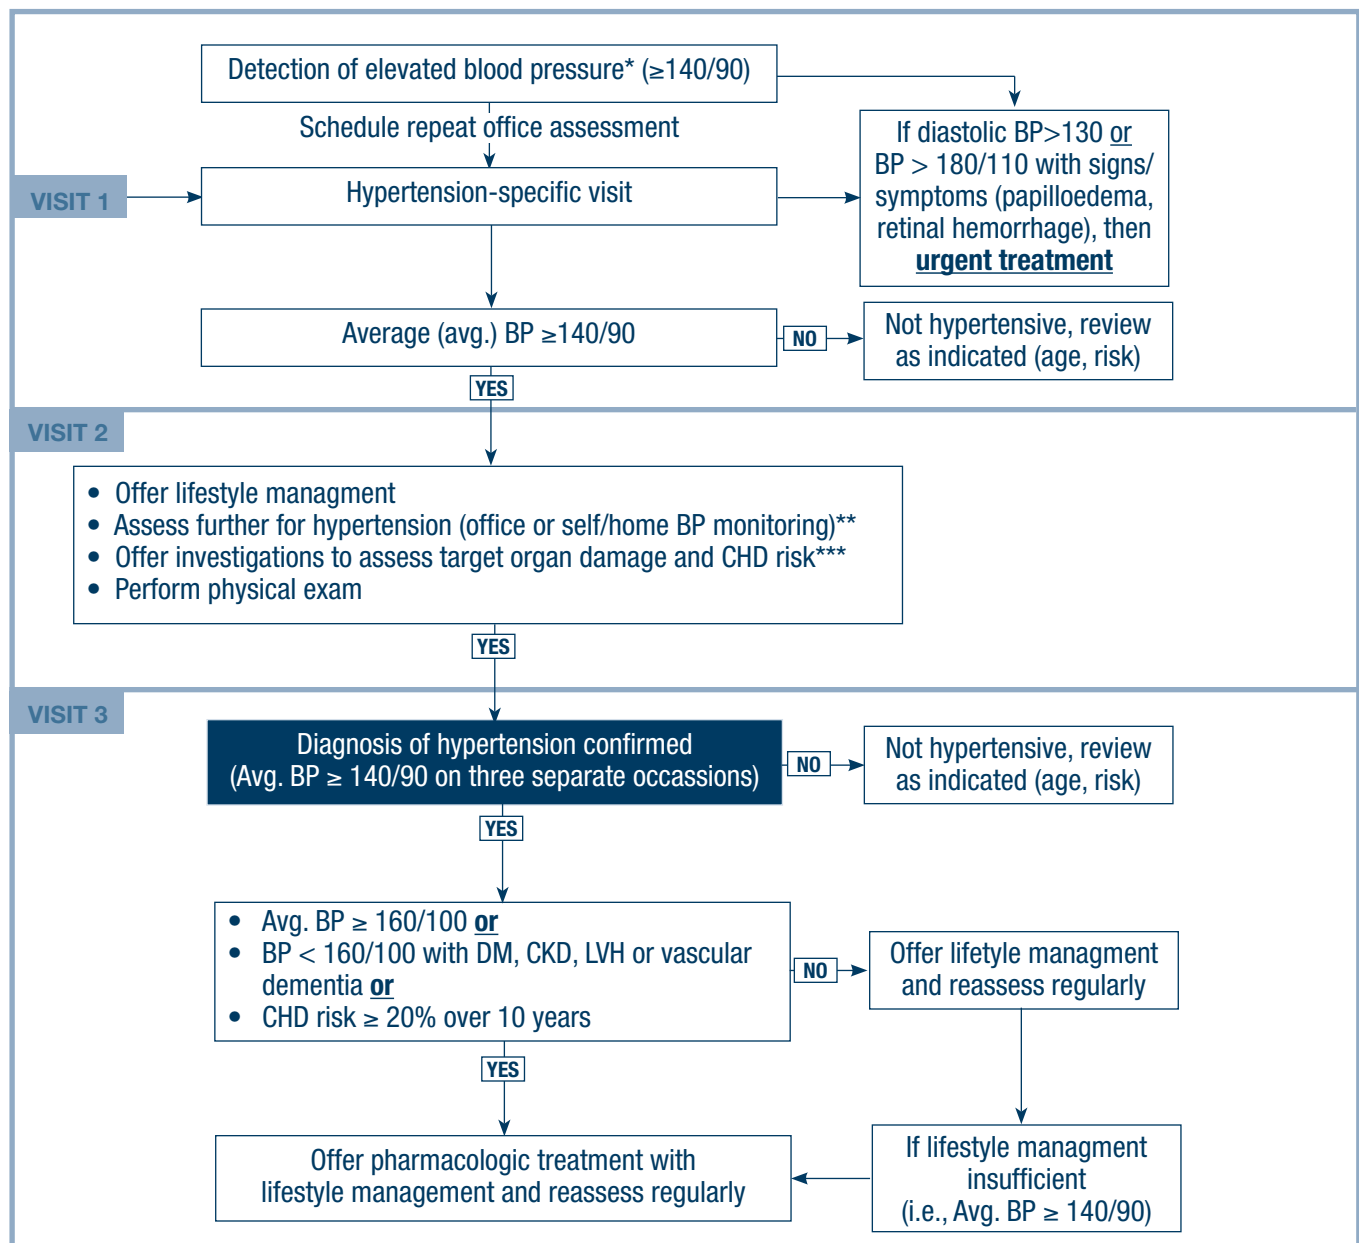 Detection of elevated blood pressure* (≥140/90)
Schedule repeat office assessment
If diastolic BP>130 or
BP > 180/110 with signs/
symptoms (papilloedema,
retinal hemorrhage), then
urgent treatment
VISIT 1
Hypertension-specific visit
Average (avg.) BP ≥140/90
NO
Not hypertensive, review
as indicated (age, risk)
YES
VISIT 2
• Offer lifestyle managment
• Assess further for hypertension (office or self/home BP monitoring)**
• Offer investigations to assess target organ damage and CHD risk***
• Perform physical exam
YES
VISIT 3
Diagnosis of hypertension confirmed
(Avg. BP ≥ 140/90 on three separate occassions)
NO
Not hypertensive, review
as indicated (age, risk)
YES
• Avg. BP ≥ 160/100 or
• BP < 160/100 with DM, CKD, LVH or vascular
dementia or
• CHD risk ≥ 20% over 10 years
NO
Offer lifetyle managment
and reassess regularly
YES
Offer pharmacologic treatment with
lifestyle management and reassess regularly
If lifestyle managment
insufficient
(i.e., Avg. BP ≥ 140/90)